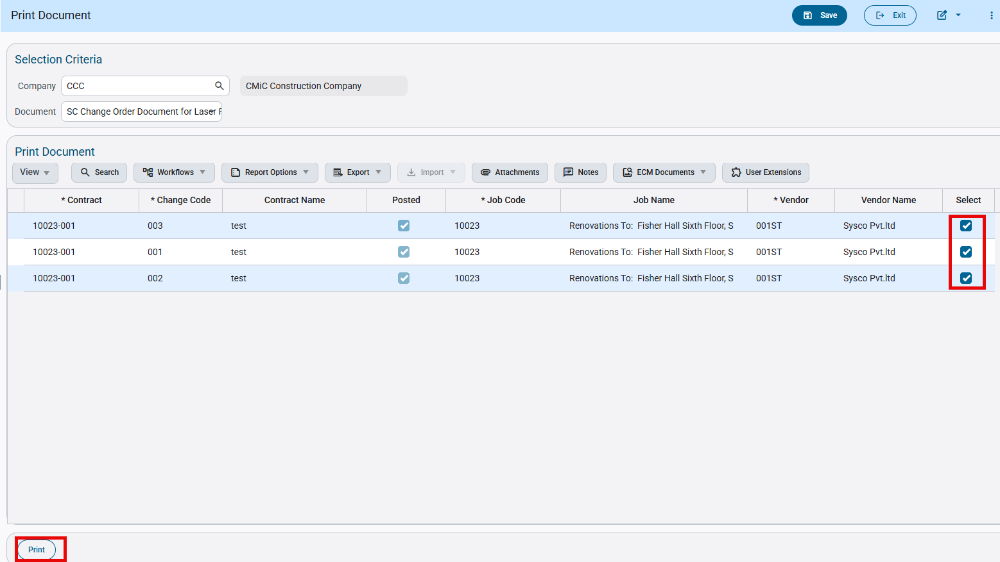 Print Document
Save
Exit
Selection Criteria
Company CCC CMiC Construction Company
Document SC Change Order Document for Laser
Print Document
View Search Workflows Report Options Export Import Attachments Notes ECM Documents User Extensions
* Contract * Change Code Contract Name Posted * Job Code Job Name * Vendor Vendor Name Select
10023-001 003 test 10023 Renovations To: Fisher Hall Sixth Floor, S 001ST Sysco Pvt.ltd
10023-001 001 test 10023 Renovations To: Fisher Hall Sixth Floor, S 001ST Sysco Pvt.ltd
10023-001 002 test 10023 Renovations To: Fisher Hall Sixth Floor, S 001ST Sysco Pvt.ltd
Print